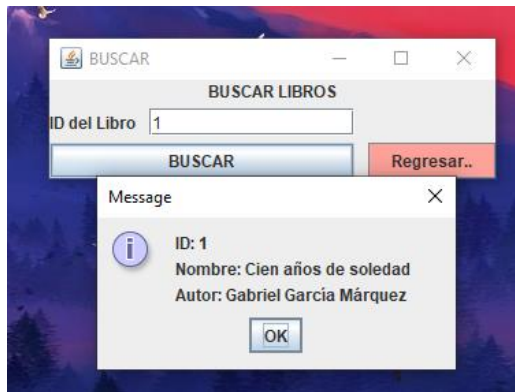 BUSCAR
BUSCAR LIBROS
ID del Libro 1
BUSCAR Regresar..
Message
ID: 1
Nombre: Cien años de soledad
Autor: Gabriel García Márquez
OK